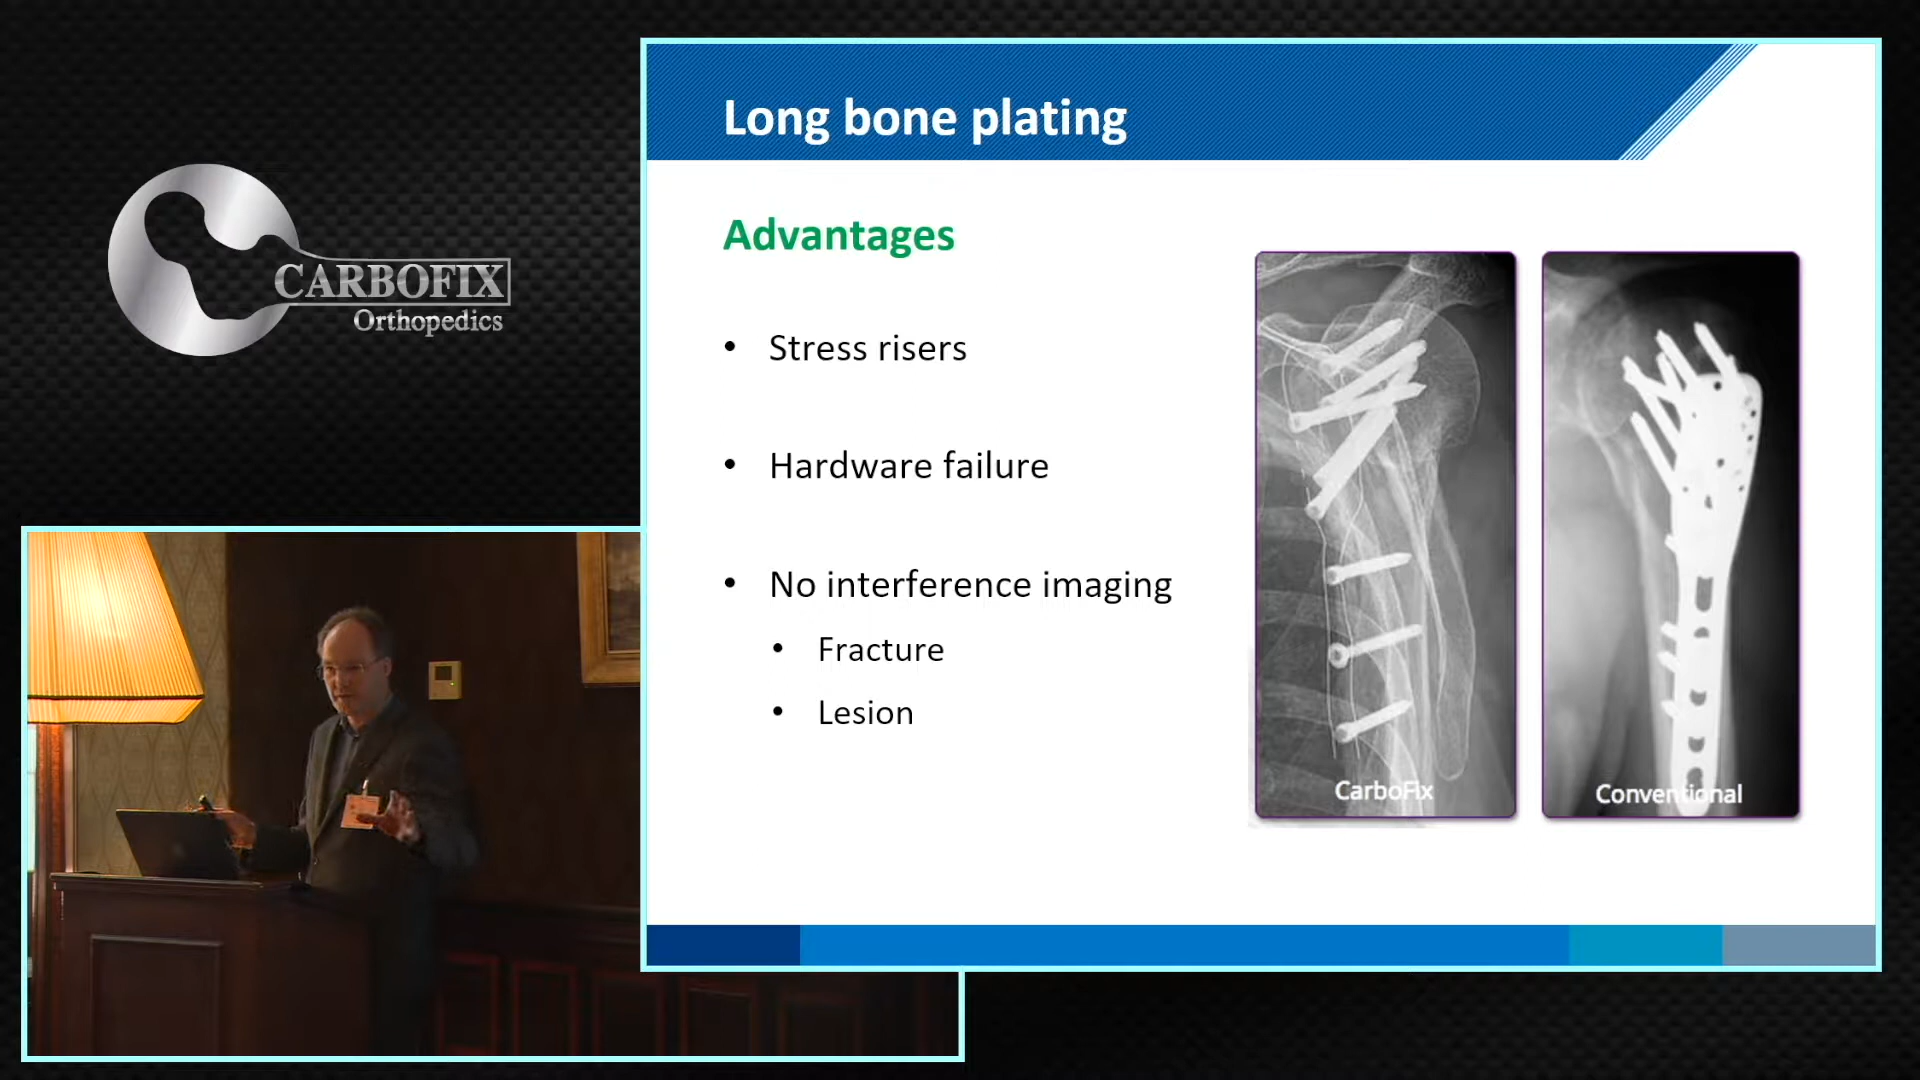 CARBOFIX
Orthopedics
Long bone plating
Advantages
• Stress risers
• Hardware failure
• No interference imaging
• Fracture
• Lesion
CarboFix
Conventional